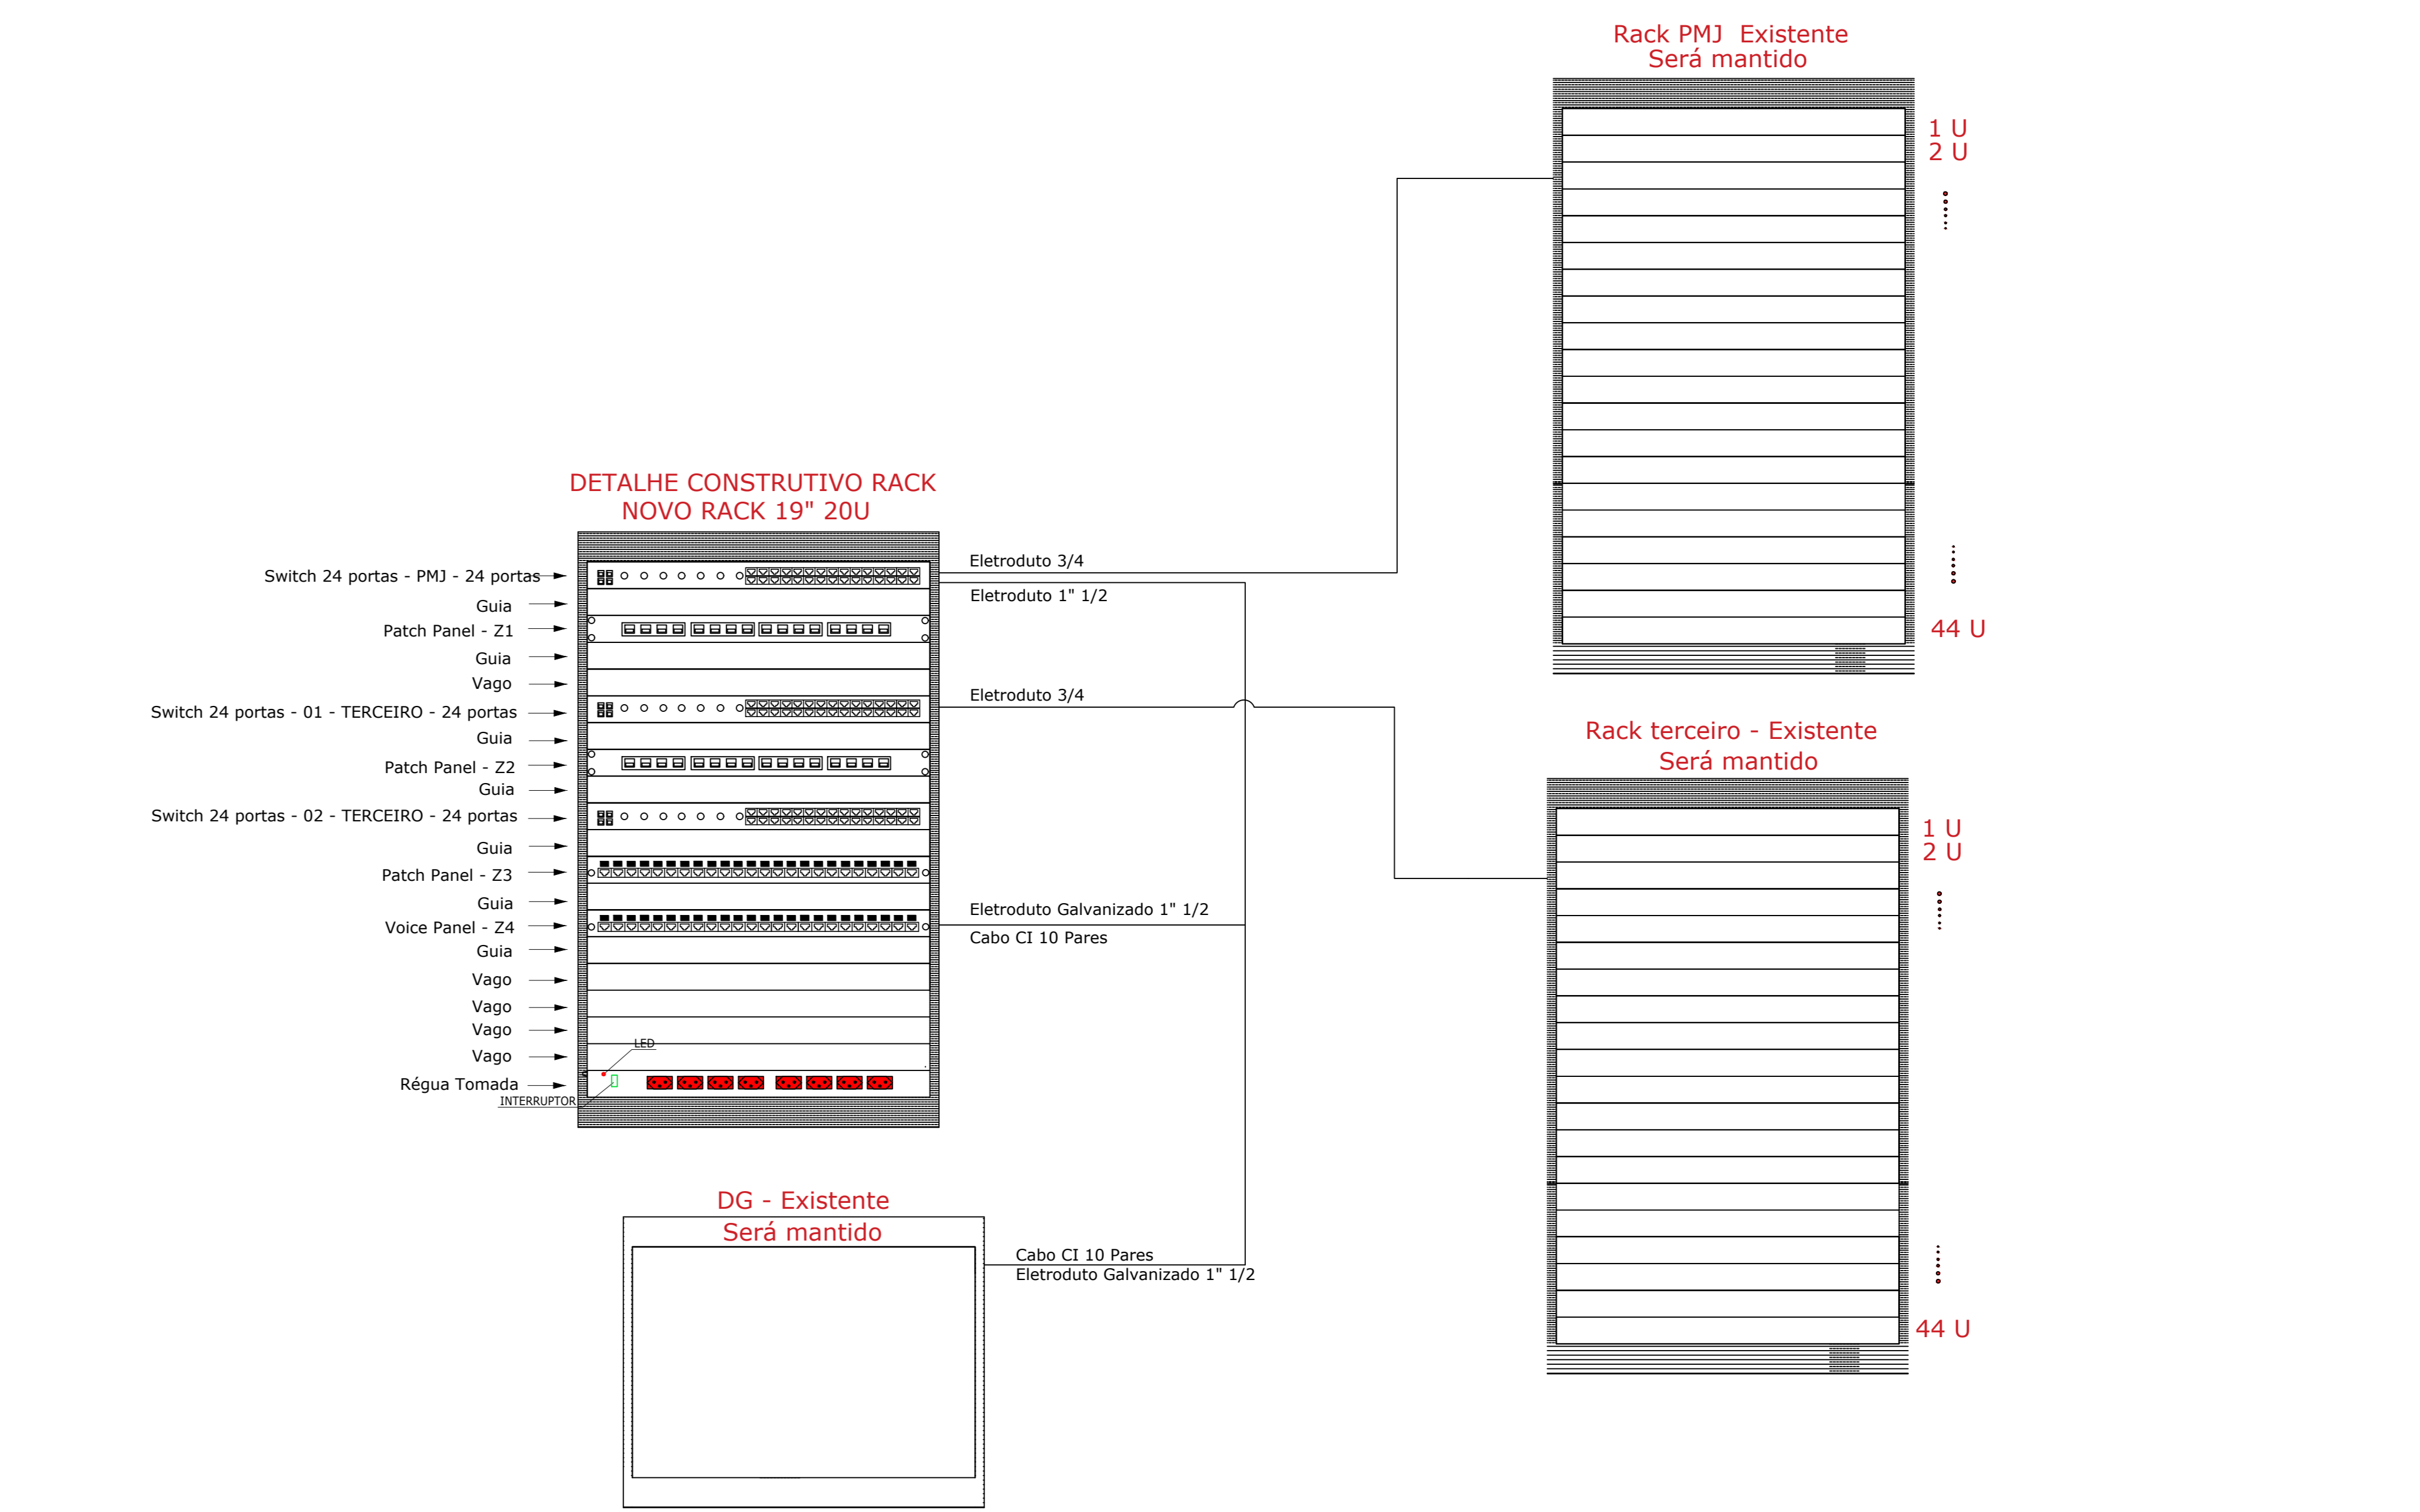 Rack PMJ  Existente
Será mantido
1 U
2 U
44 U
DETALHE CONSTRUTIVO RACK
NOVO RACK 19" 20U
Switch 24 portas - PMJ - 24 portas
Guia
Patch Panel - Z1
Guia
Vago
Switch 24 portas - 01 - TERCEIRO - 24 portas
Guia
Patch Panel - Z2
Guia
Switch 24 portas - 02 - TERCEIRO - 24 portas
Guia
Patch Panel - Z3
Guia
Voice Panel - Z4
Guia
Vago
Vago
Vago
Vago
Régua Tomada
LED
INTERRUPTOR
Eletroduto 3/4
Eletroduto 1" 1/2
Eletroduto 3/4
Eletroduto Galvanizado 1" 1/2
Cabo CI 10 Pares
Rack terceiro - Existente
Será mantido
1 U
2 U
44 U
DG - Existente
Será mantido
Cabo CI 10 Pares
Eletroduto Galvanizado 1" 1/2